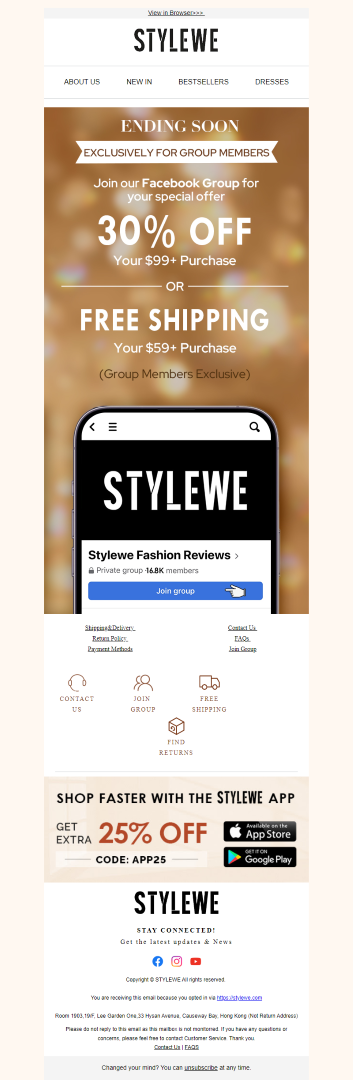 View in Browser>>>
STYLEWE
ABOUT US NEW IN BESTSELLERS DRESSES
ENDING SOON
EXCLUSIVELY FOR GROUP MEMBERS
Join our Facebook Group for
your special offer
30% OFF
Your $99+ Purchase
OR
FREE SHIPPING
Your $59+ Purchase
(Group Members Exclusive)
STYLEWE
Stylewe Fashion Reviews >
Private group · 16.8K members
Join group
Shipping&Delivery Contact Us
Return Policy FAQs
Payment Methods Join Group
CONTACT US
JOIN GROUP
FREE SHIPPING
FIND RETURNS
SHOP FASTER WITH THE STYLEWE APP
GET EXTRA 25% OFF
CODE: APP25
Available on the App Store
GET IT ON Google Play
STYLEWE
STAY CONNECTED!
Get the latest updates & News
Copyright © STYLEWE All rights reserved.
You are receiving this email because you opted in via https://stylewe.com
Room 1903,19/F, Lee Garden One,33 Hysan Avenue, Causeway Bay, Hong Kong (Not Return Address)
Please do not reply to this email as this mailbox is not monitored. If you have any questions or
concerns, please feel free to contact Customer Service. Thank you
Contact Us | FAQS
Changed your mind? You can unsubscribe at any time.